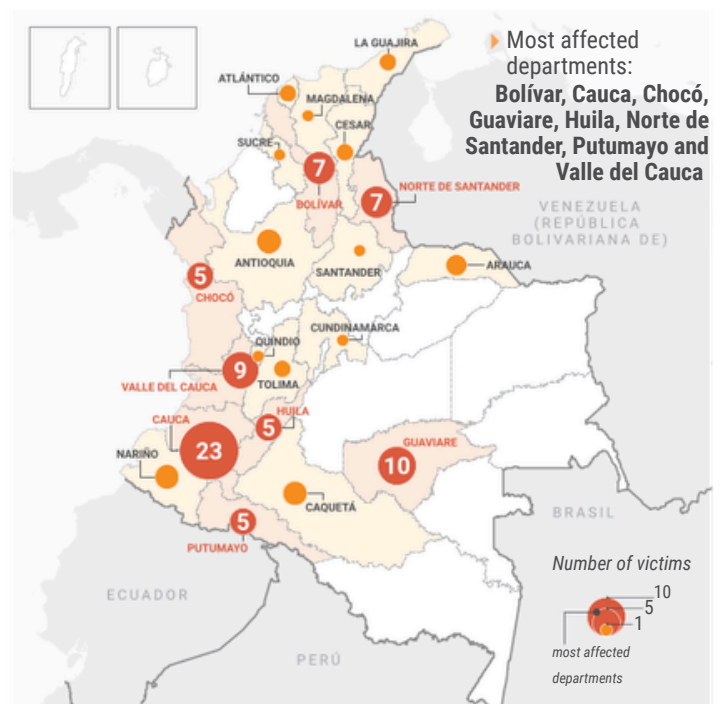 Most affected
departments:
Bolívar, Cauca, Chocó,
Guaviare, Huila, Norte de
Santander, Putumayo and
Valle del Cauca
LA GUAJIRA
ATLÁNTICO
MAGDALENA
CESAR
SUCRE
7
BOLÍVAR
7
NORTE DE SANTANDER
VENEZUELA
(REPÚBLICA
BOLIVARIANA DE)
ANTIOQUIA
SANTANDER
ARAUCA
5
CHOCÓ
CUNDINAMARCA
QUINDIO
9
TOLIMA
VALLE DEL CAUCA
CAUCA
HUILA
5
23
NARIÑO
GUAVIARE
10
CAQUETÁ
5
PUTUMAYO
BRASIL
ECUADOR
PERÚ
Number of victims
10
5
1
most affected
departments